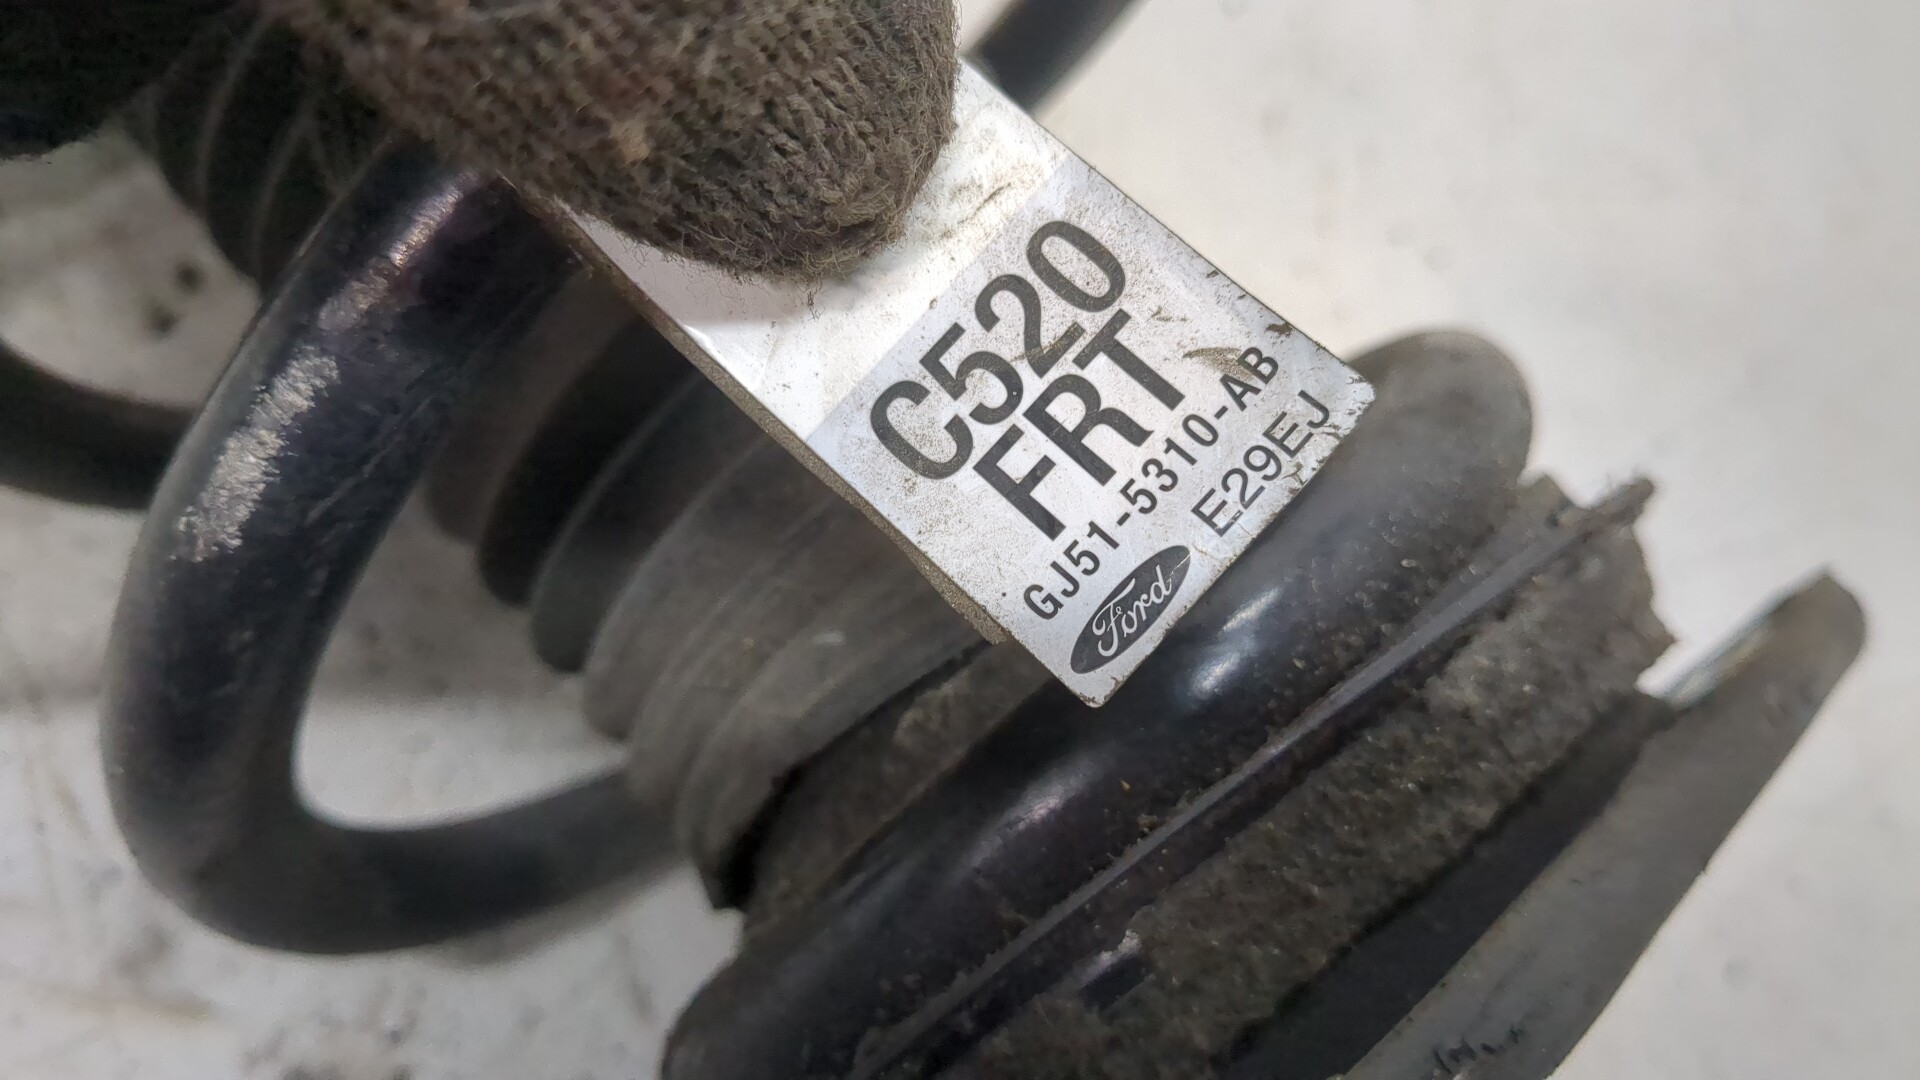 C520
FRT
GJ51-5310-AB
Ford E29EJ